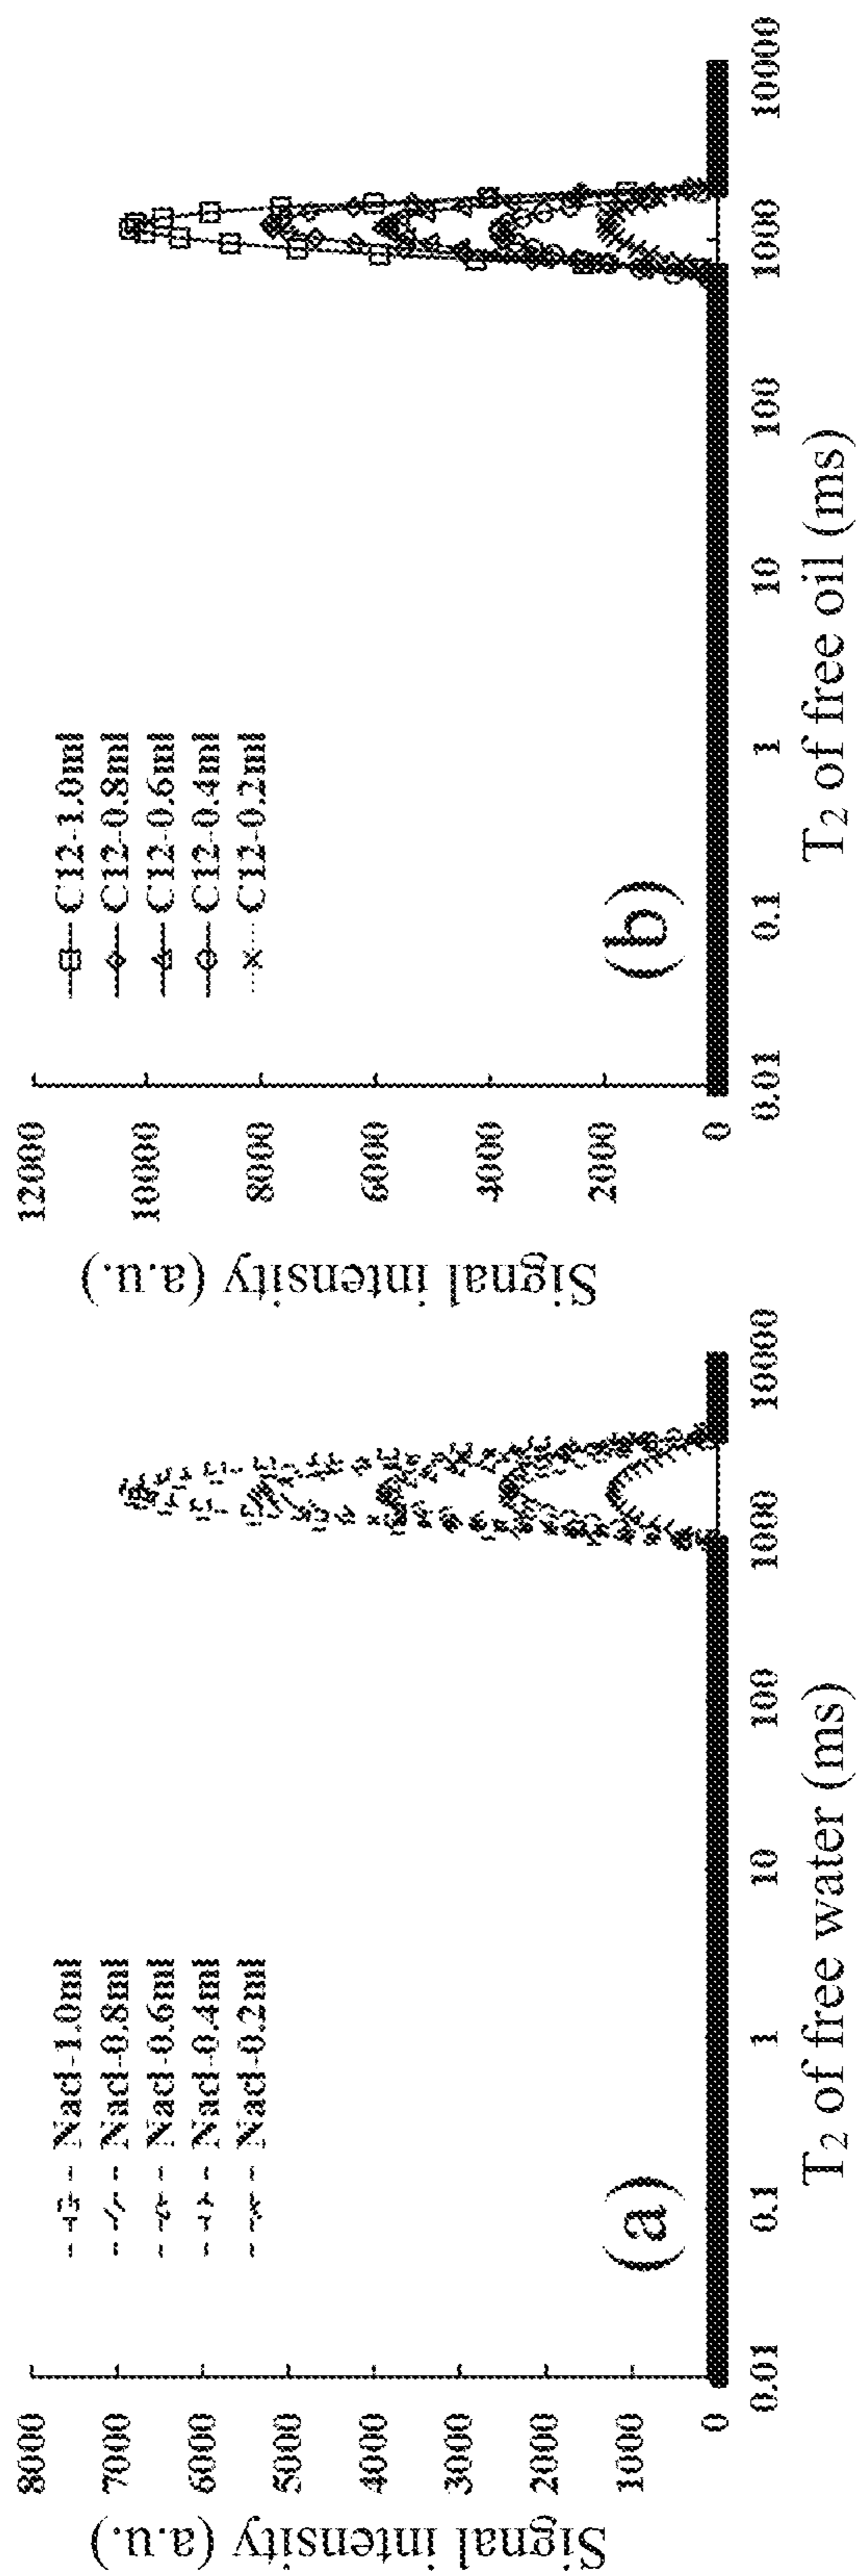 Signal intensity (a.u.)
8000
7000
6000
5000
4000
3000
2000
1000
0
Nacl-1.0ml
Nacl-0.8ml
Nacl-0.6ml
Nacl-0.4ml
Nacl-0.2ml
(a)
0.01 0.1 1 10 100 1000 10000
T₂ of free water (ms)
Signal intensity (a.u.)
12000
10000
8000
6000
4000
2000
0
C12-1.0ml
C12-0.8ml
C12-0.6ml
C12-0.4ml
C12-0.2ml
(b)
0.01 0.1 1 10 100 1000 10000
T₂ of free oil (ms)